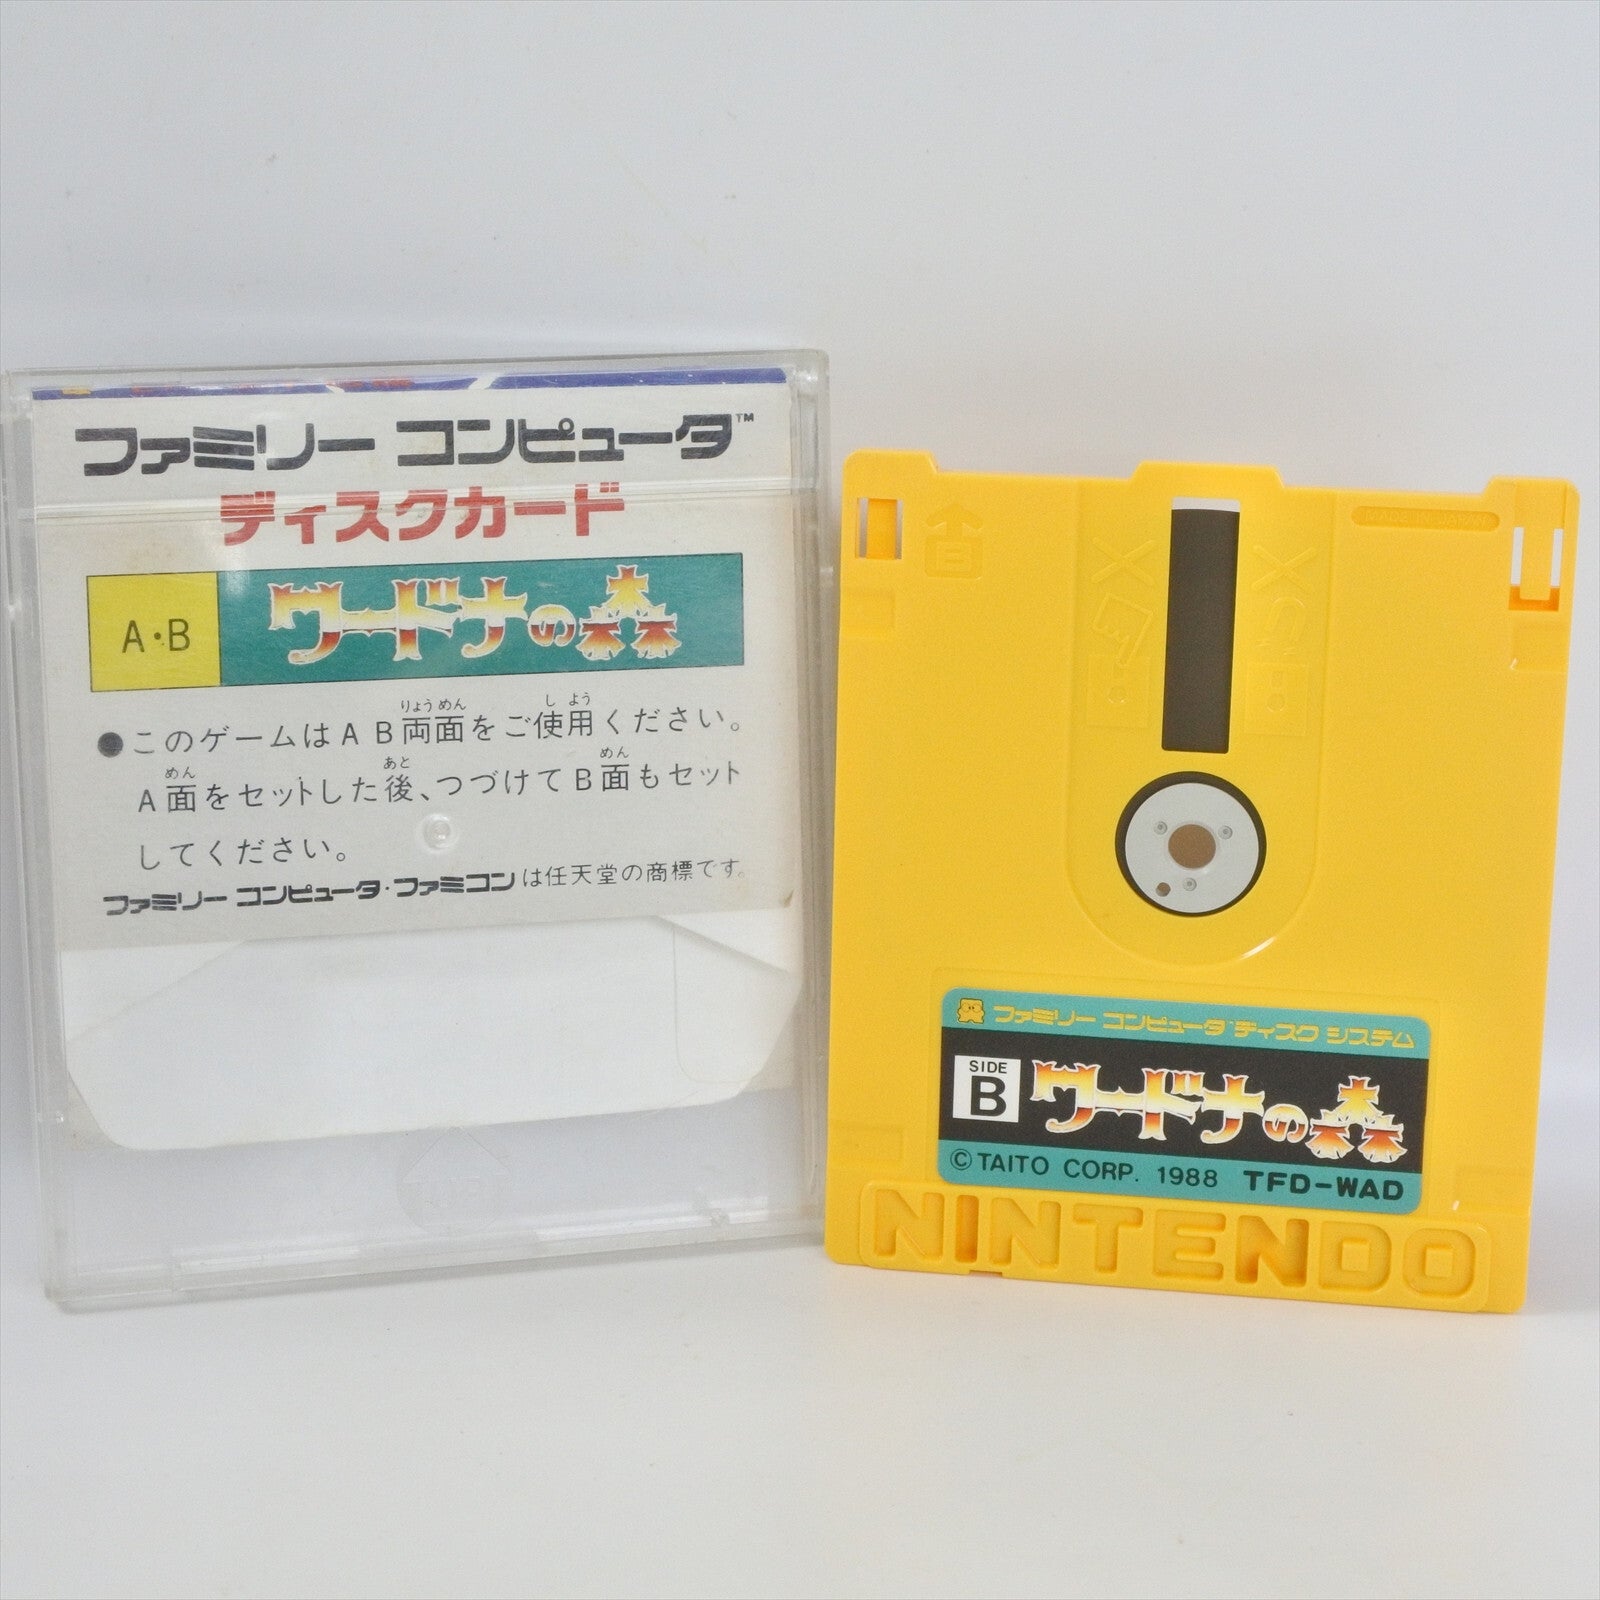 ファミリー コンピュータ™
ディスクカード
A・B ワードナの森
●このゲームはＡＢ両面をご使用ください。
A面をセットした後、つづけてB面もセット
してください。
ファミリー コンピュータ・ファミコンは任天堂の商標です。
MADE IN JAPAN
B
ファミリー コンピュータ ディスク システム
SIDE
B ワードナの森
©TAITO CORP. 1988 TFD-WAD
NINTENDO